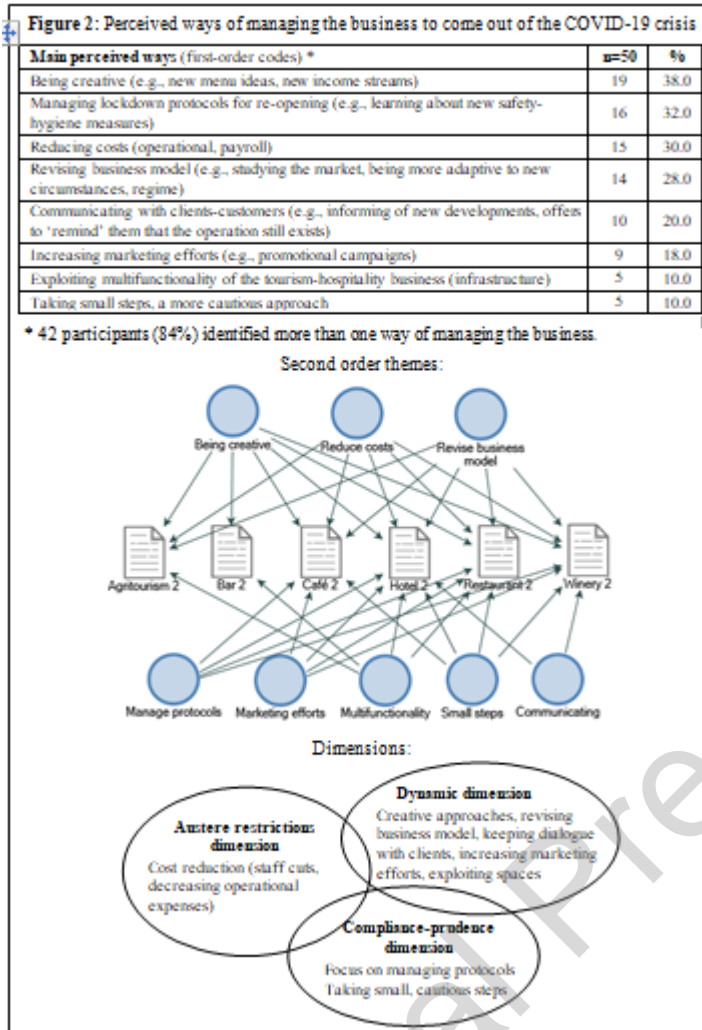 Figure 2: Perceived ways of managing the business to come out of the COVID-19 crisis
Main perceived ways (first-order codes) * n=50 %
Being creative (e.g., new menu ideas, new income streams) 19 38.0
Managing lockdown protocols for re-opening (e.g., learning about new safety-
hygiene measures) 16 32.0
Reducing costs (operational, payroll) 15 30.0
Revising business model (e.g., studying the market, being more adaptive to new
circumstances, regime) 14 28.0
Communicating with clients-customers (e.g., informing of new developments, offers
to ‘remind’ them that the operation still exists) 10 20.0
Increasing marketing efforts (e.g., promotional campaigns) 9 18.0
Exploiting multifunctionality of the tourism-hospitality business (infrastructure) 5 10.0
Taking small steps, a more cautious approach 5 10.0
* 42 participants (84%) identified more than one way of managing the business.
Second order themes:
Being creative Reduce costs Revise business
model
Agritourism 2 Bar 2 Café 2 Hotel 2 Restaurant 2 Winery 2
Manage protocols Marketing efforts Multifunctionality Small steps Communicating
Dimensions:
Dynamic dimension
Creative approaches, revising
business model, keeping dialogue
with clients, increasing marketing
efforts, exploiting spaces
Austere restrictions
dimension
Cost reduction (staff cuts,
decreasing operational
expenses)
Compliance-prudence
dimension
Focus on managing protocols
Taking small, cautious steps
al Pre